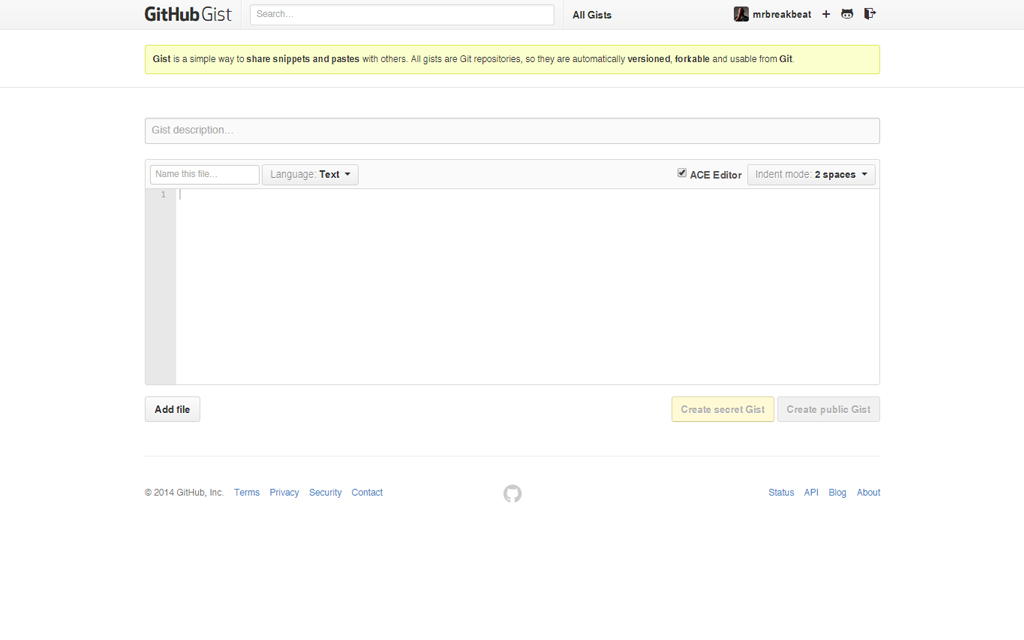 GitHub Gist Search... All Gists mrbreakbeat
Gist is a simple way to share snippets and pastes with others. All gists are Git repositories, so they are automatically versioned, forkable and usable from Git.
Gist description...
Name this file... Language: Text ACE Editor Indent mode: 2 spaces
1
Add file Create secret Gist Create public Gist
© 2014 GitHub, Inc. Terms Privacy Security Contact Status API Blog About